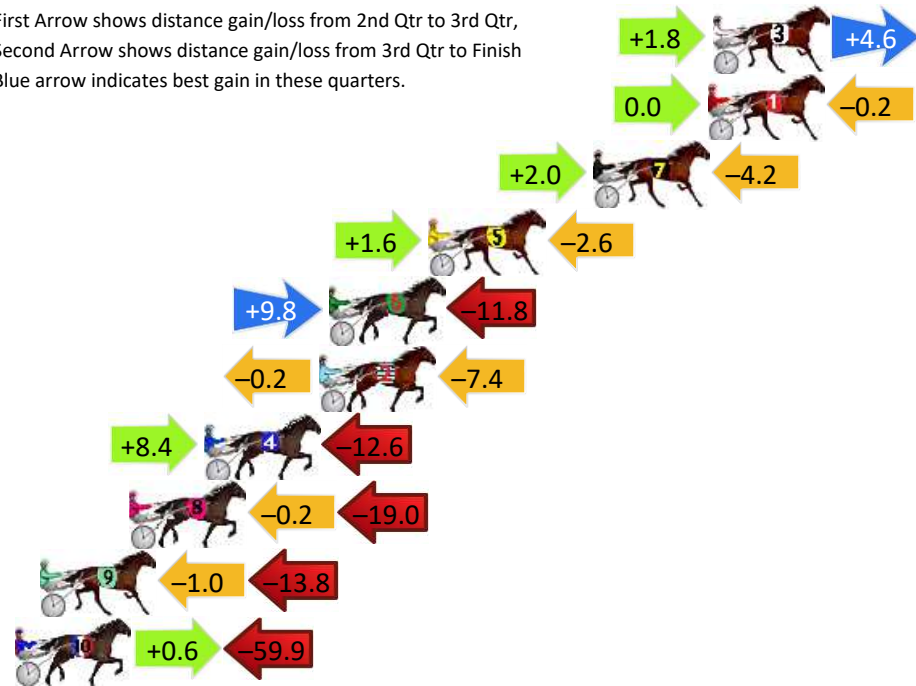 First Arrow shows distance gain/loss from 2nd Qtr to 3rd Qtr,
Second Arrow shows distance gain/loss from 3rd Qtr to Finish
Blue arrow indicates best gain in these quarters.
+1.8 3 +4.6
0.0 1 –0.2
+2.0 7 –4.2
+1.6 5 –2.6
+9.8 –11.8
–0.2 2 –7.4
+8.4 4 –12.6
8 –0.2 –19.0
9 –1.0 –13.8
10 +0.6 –59.9